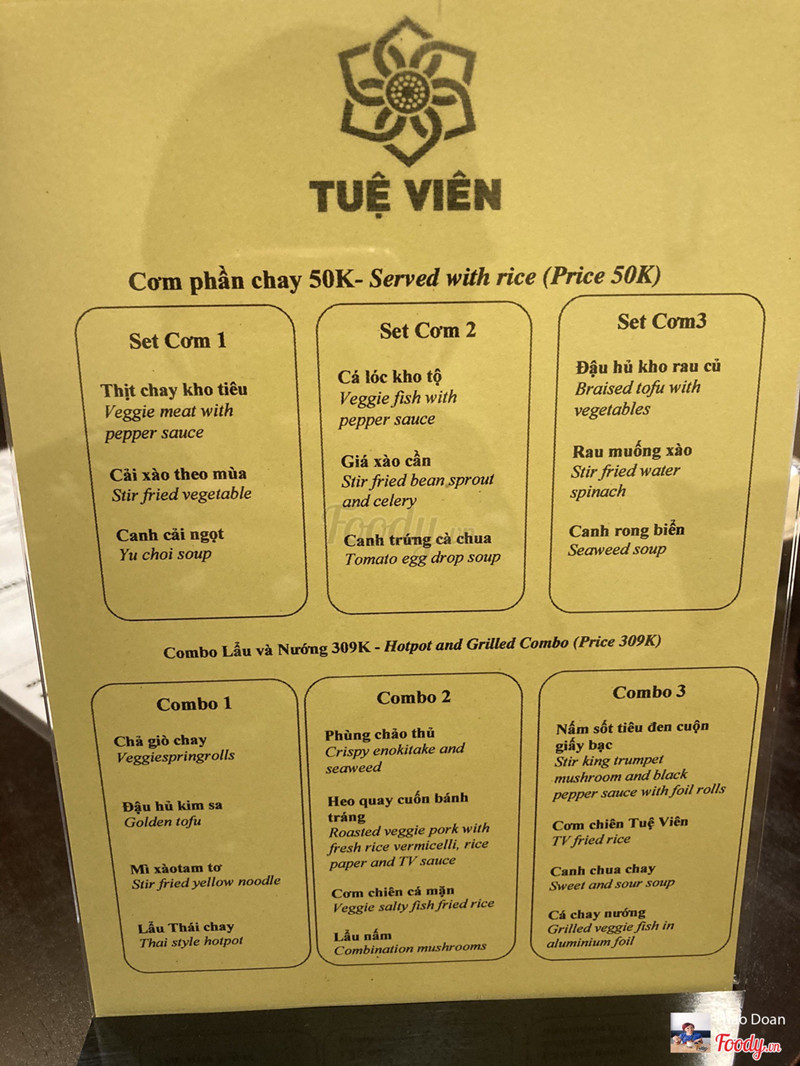 TUỆ VIÊN
Cơm phần chay 50K- Served with rice (Price 50K)
Set Cơm 1
Thịt chay kho tiêu
Veggie meat with
pepper sauce
Cải xào theo mùa
Stir fried vegetable
Canh cải ngọt
Yu choi soup
Set Cơm 2
Cá lóc kho tộ
Veggie fish with
pepper sauce
Giá xào cần
Stir fried bean sprout
and celery
Canh trứng cà chua
Tomato egg drop soup
Set Cơm3
Đậu hủ kho rau củ
Braised tofu with
vegetables
Rau muống xào
Stir fried water
spinach
Canh rong biển
Seaweed soup
Foody.vn
Combo Lẩu và Nướng 309K - Hotpot and Grilled Combo (Price 309K)
Combo 1
Chả giò chay
Veggiespringrolls
Đậu hủ kim sa
Golden tofu
Mì xàotam tơ
Stir fried yellow noodle
Lẩu Thái chay
Thai style hotpot
Combo 2
Phùng chảo thủ
Crispy enokitake and
seaweed
Heo quay cuốn bánh
tráng
Roasted veggie pork with
fresh rice vermicelli, rice
paper and TV sauce
Cơm chiên cá mặn
Veggie salty fish fried rice
Lẩu nấm
Combination mushrooms
Combo 3
Nấm sốt tiêu đen cuộn
giấy bạc
Stir king trumpet
mushroom and black
pepper sauce with foil rolls
Cơm chiên Tuệ Viên
TV fried rice
Canh chua chay
Sweet and sour soup
Cá chay nướng
Grilled veggie fish in
aluminium foil
Doan
Foody.vn